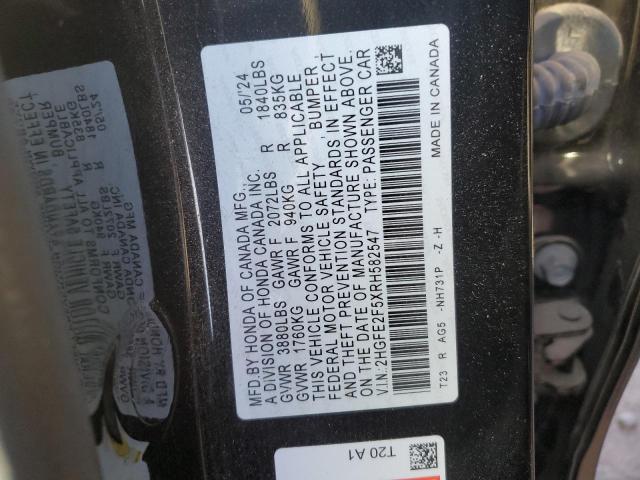 MFD.BY HONDA OF CANADA MFG., 05/'24
A DIVISION OF HONDA CANADA INC.
GVWR 3880LBS GAWR F 2072LBS R 1840LBS
GVWR 1760KG GAWR F 940KG R 835KG
THIS VEHICLE CONFORMS TO ALL APPLICABLE
FEDERAL MOTOR VEHICLE SAFETY, BUMPER,
AND THEFT PREVENTION STANDARDS IN EFFECT
ON THE DATE OF MANUFACTURE SHOWN ABOVE.
V.I.N:2HGFE2F5XRH582547 TYPE:PASSENGER CAR
T23 R AG5 -NH731P -Z -H MADE IN CANADA
T20 A1